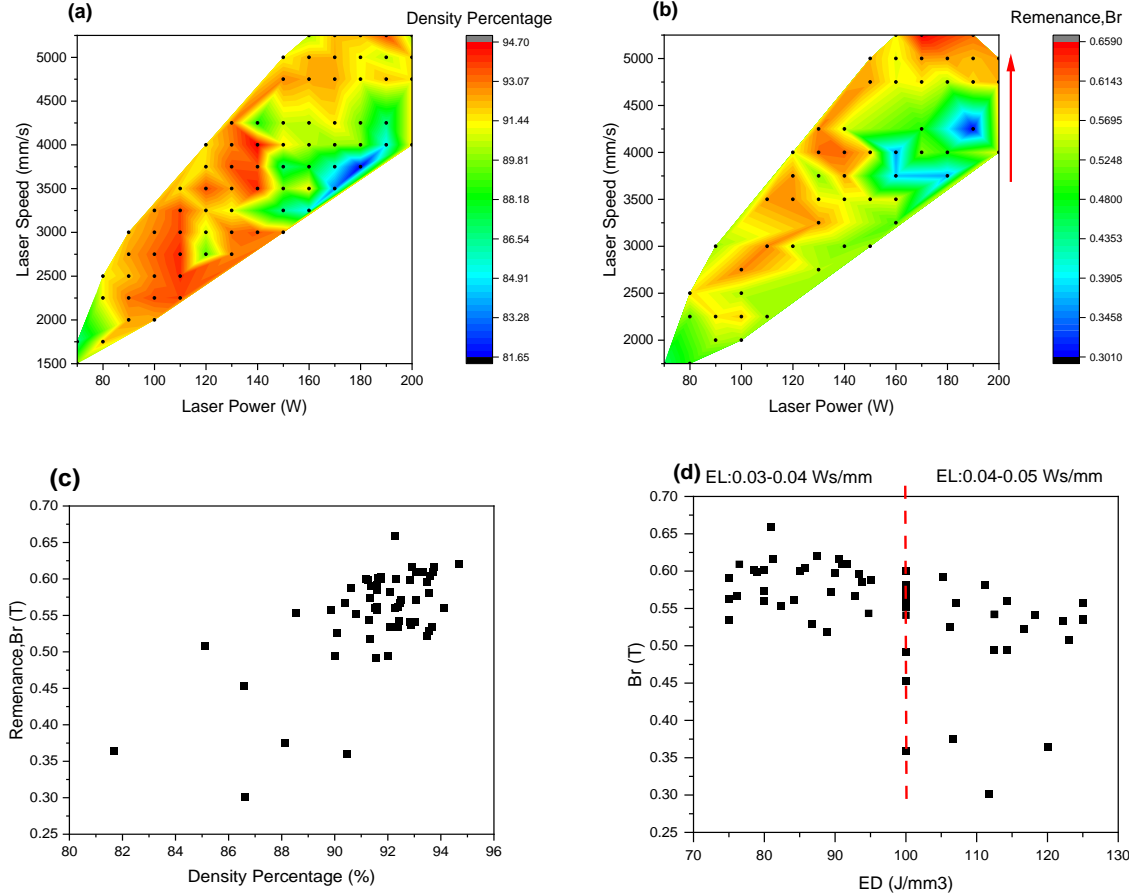 (a)
Density Percentage
94.70
93.07
91.44
89.81
88.18
86.54
84.91
83.28
81.65
5000
4500
4000
3500
3000
2500
2000
1500
Laser Speed (mm/s)
80 100 120 140 160 180 200
Laser Power (W)
(b)
Remenance,Br
0.6590
0.6143
0.5695
0.5248
0.4800
0.4353
0.3905
0.3458
0.3010
5000
4500
4000
3500
3000
2500
2000
Laser Speed (mm/s)
80 100 120 140 160 180 200
Laser Power (W)
(c)
0.70
0.65
0.60
0.55
0.50
0.45
0.40
0.35
0.30
0.25
Remenance,Br (T)
80 82 84 86 88 90 92 94 96
Density Percentage (%)
(d)
EL:0.03-0.04 Ws/mm
EL:0.04-0.05 Ws/mm
0.70
0.65
0.60
0.55
0.50
0.45
0.40
0.35
0.30
0.25
Br (T)
70 80 90 100 110 120 130
ED (J/mm3)